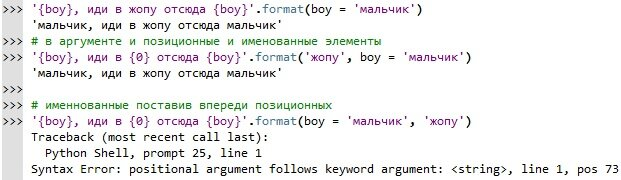 >>> '{boy}, иди в жопу отсюда {boy}'.format(boy = 'мальчик')
'мальчик, иди в жопу отсюда мальчик'
>>> # в аргументе и позиционные и именованные элементы
>>> '{boy}, иди в {0} отсюда {boy}'.format('жопу', boy = 'мальчик')
'мальчик, иди в жопу отсюда мальчик'
>>>
>>> # именнованные поставив впереди позиционных
>>> '{boy}, иди в {0} отсюда {boy}'.format(boy = 'мальчик', 'жопу')
Traceback (most recent call last):
Python Shell, prompt 25, line 1
Syntax Error: positional argument follows keyword argument: <string>, line 1, pos 73